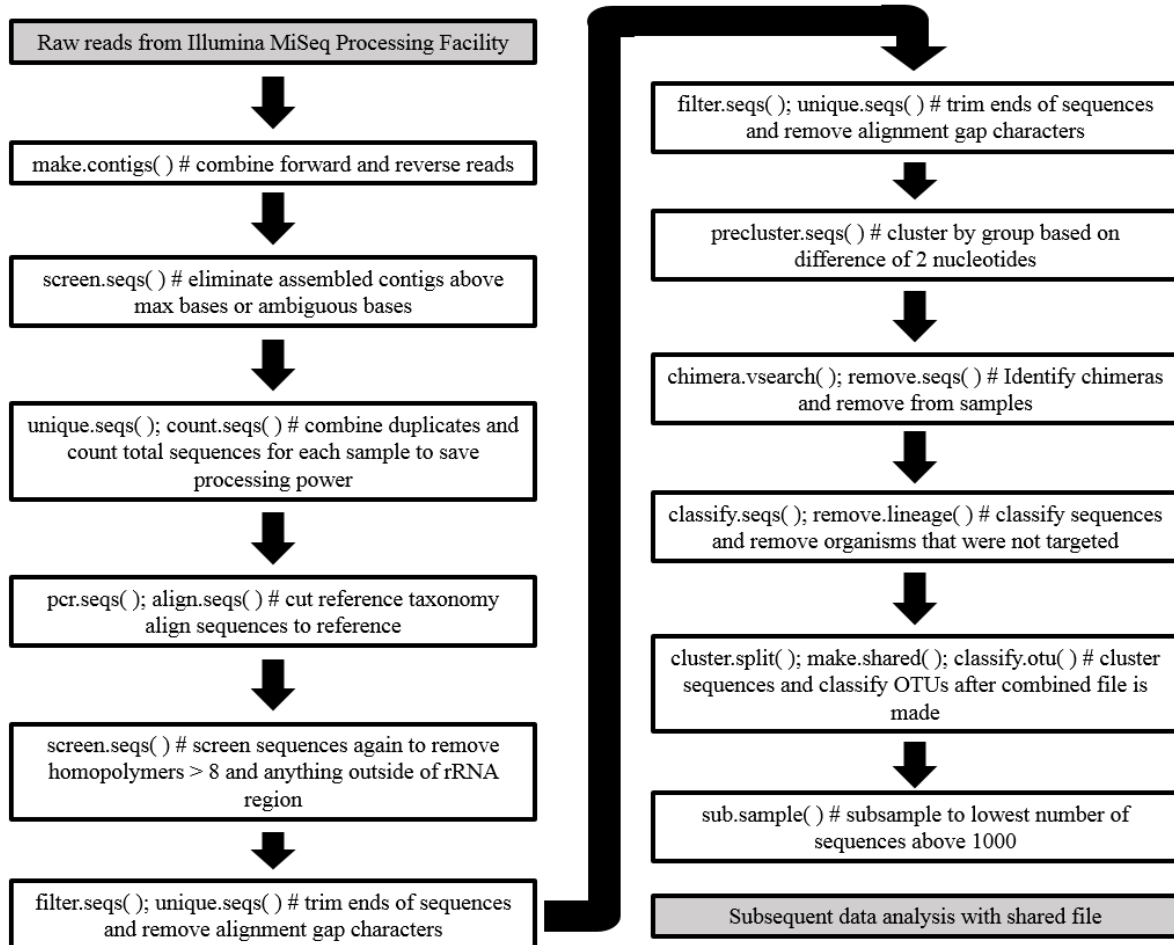 Raw reads from Illumina MiSeq Processing Facility
make.contigs( ) # combine forward and reverse reads
screen.seqs( ) # eliminate assembled contigs above
max bases or ambiguous bases
unique.seqs( ); count.seqs( ) # combine duplicates and
count total sequences for each sample to save
processing power
pcr.seqs( ); align.seqs( ) # cut reference taxonomy
align sequences to reference
screen.seqs( ) # screen sequences again to remove
homopolymers > 8 and anything outside of rRNA
region
filter.seqs( ); unique.seqs( ) # trim ends of sequences
and remove alignment gap characters
filter.seqs( ); unique.seqs( ) # trim ends of sequences
and remove alignment gap characters
precluster.seqs( ) # cluster by group based on
difference of 2 nucleotides
chimera.vsearch( ); remove.seqs( ) # Identify chimeras
and remove from samples
classify.seqs( ); remove.lineage( ) # classify sequences
and remove organisms that were not targeted
cluster.split( ); make.shared( ); classify.otu( ) # cluster
sequences and classify OTUs after combined file is
made
sub.sample( ) # subsample to lowest number of
sequences above 1000
Subsequent data analysis with shared file